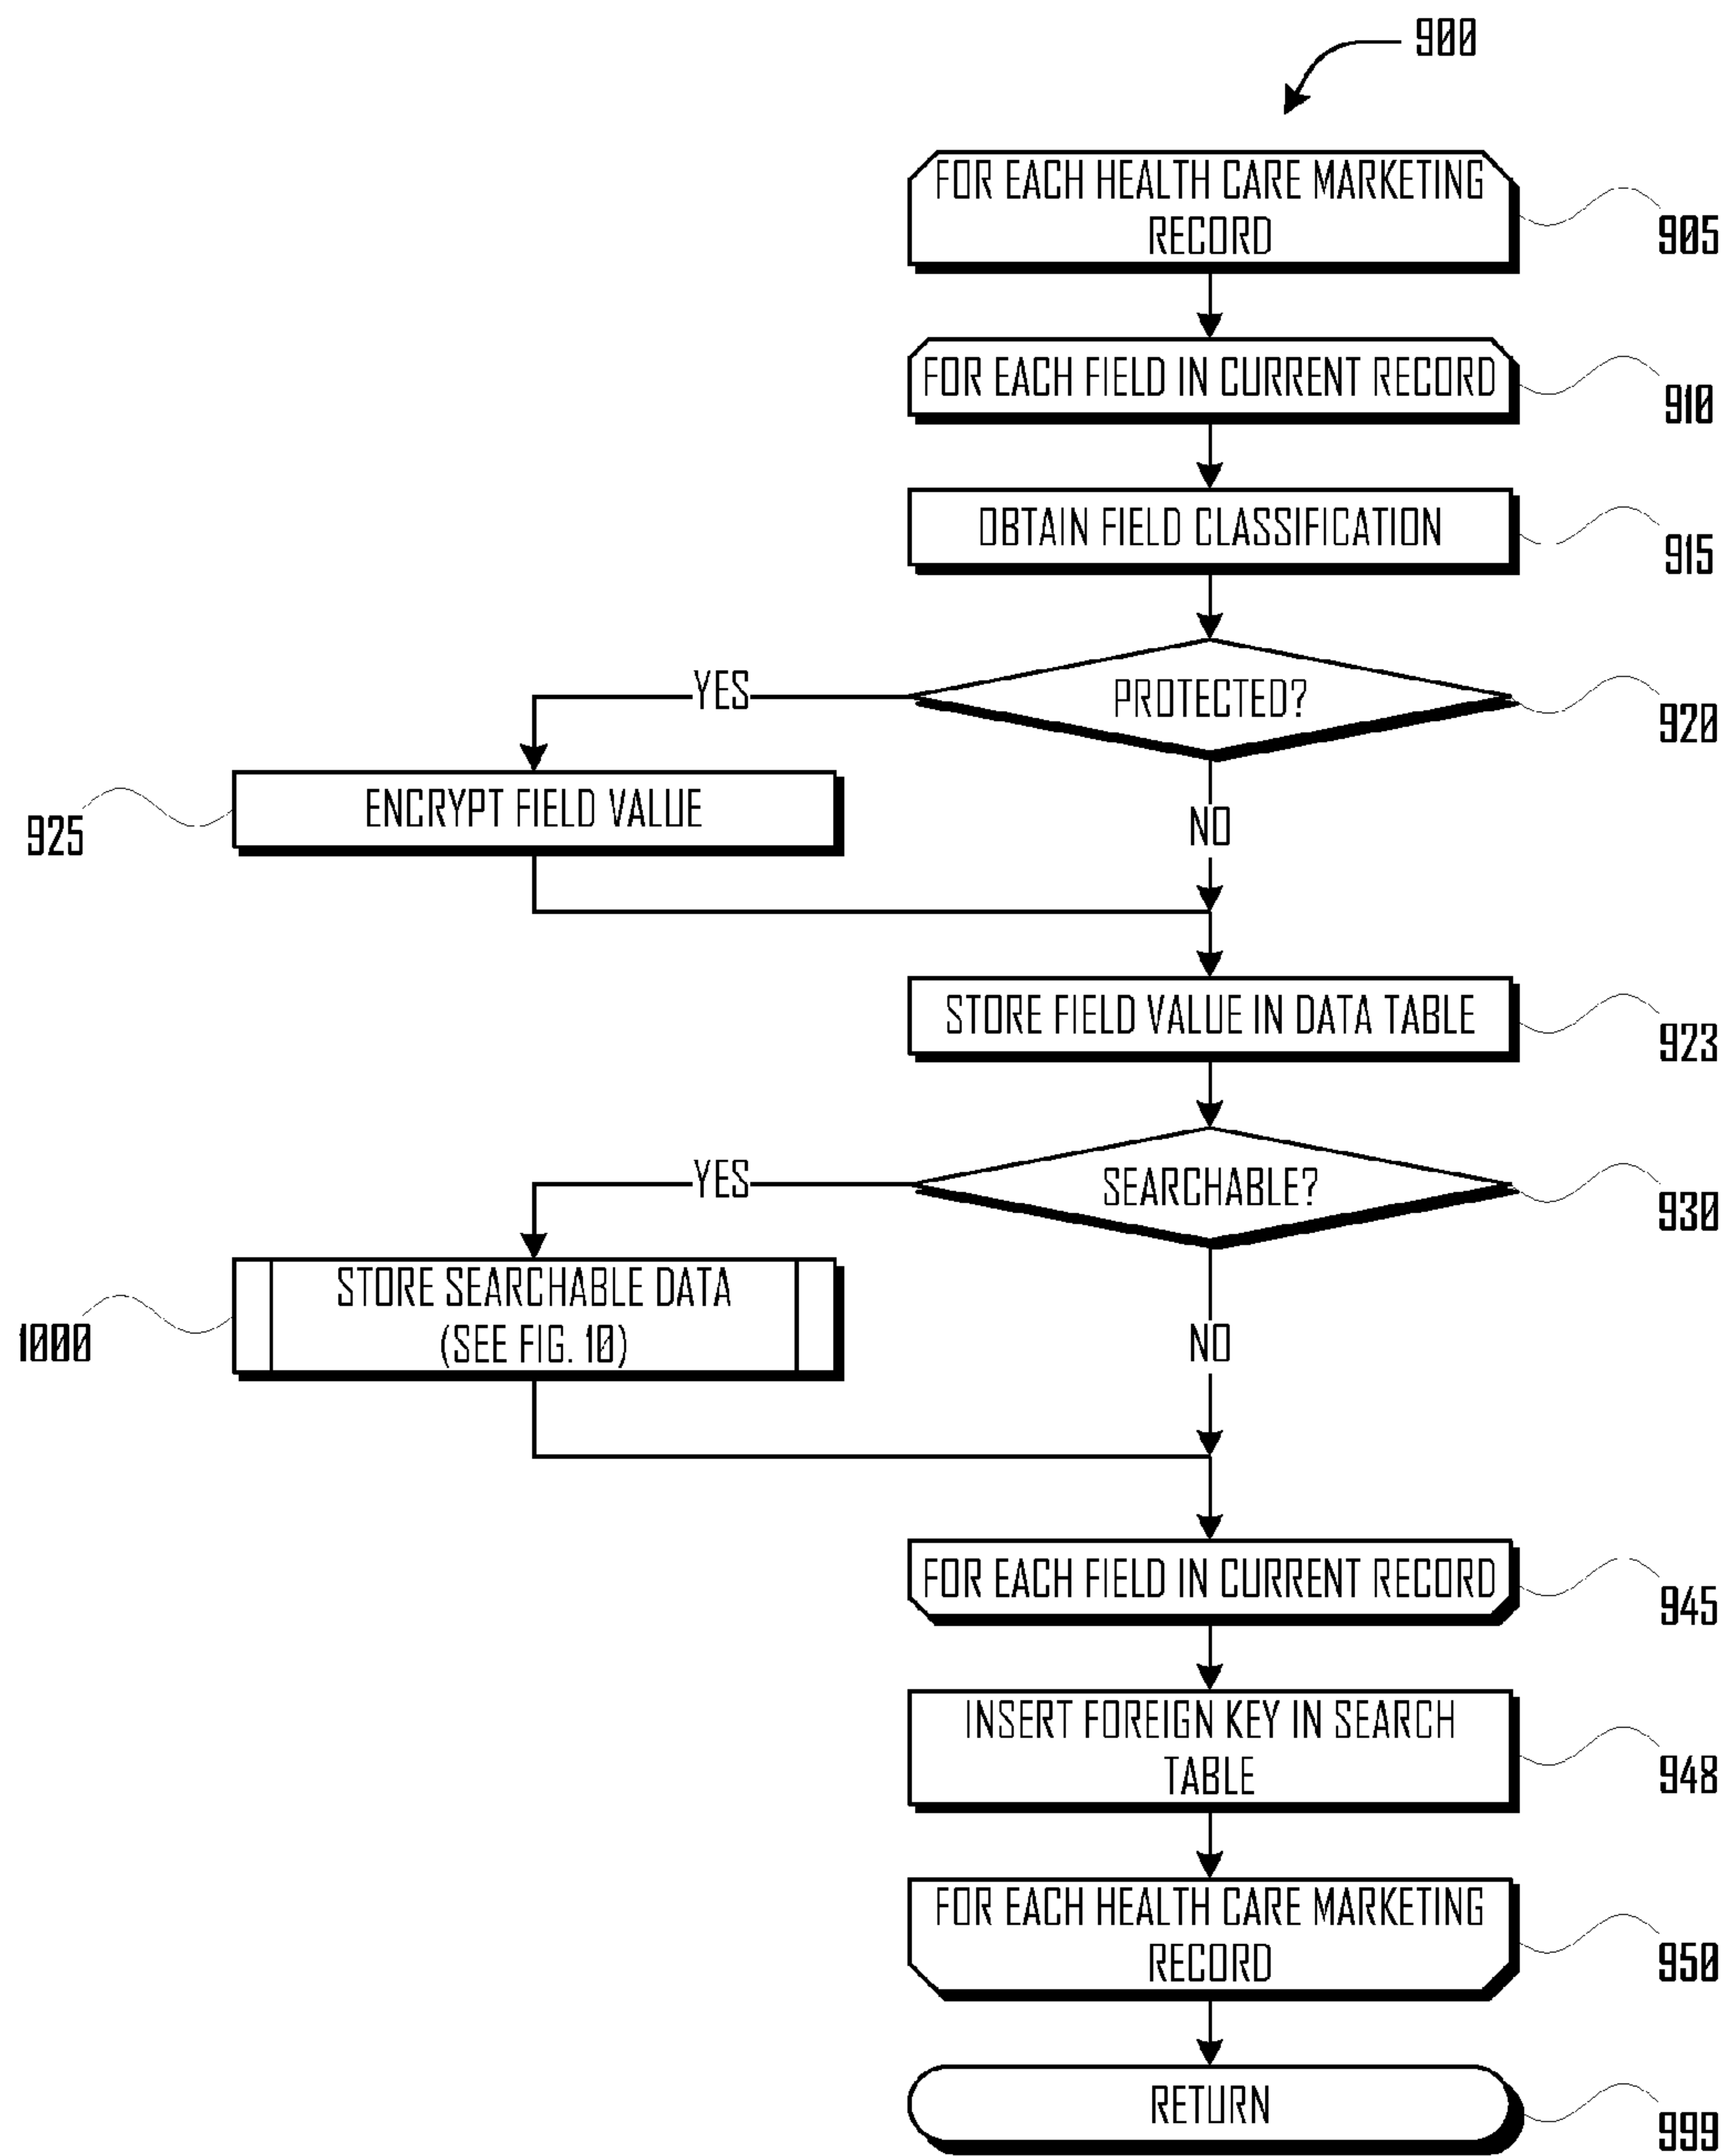 900
FOR EACH HEALTH CARE MARKETING
RECORD
905
FOR EACH FIELD IN CURRENT RECORD
910
OBTAIN FIELD CLASSIFICATION
915
PROTECTED?
920
YES
ENCRYPT FIELD VALUE
925
NO
STORE FIELD VALUE IN DATA TABLE
923
SEARCHABLE?
930
YES
STORE SEARCHABLE DATA
(SEE FIG. 10)
1000
NO
FOR EACH FIELD IN CURRENT RECORD
945
INSERT FOREIGN KEY IN SEARCH
TABLE
948
FOR EACH HEALTH CARE MARKETING
RECORD
950
RETURN
999